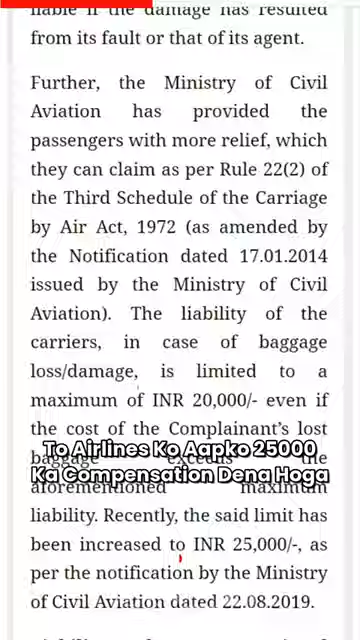 liable if the damage has resulted
from its fault or that of its agent.
Further, the Ministry of Civil
Aviation has provided the
passengers with more relief, which
they can claim as per Rule 22(2) of
the Third Schedule of the Carriage
by Air Act, 1972 (as amended by
the Notification dated 17.01.2014
issued by the Ministry of Civil
Aviation). The liability of the
carriers, in case of baggage
loss/damage, is limited to a
maximum of INR 20,000/- even if
the cost of the Complainant's lost
To Airlines Ko Aapko 25000
baggage exceeds the
Ka Compensation Dena Hoga
aforementioned maximum
liability. Recently, the said limit has
been increased to INR 25,000/-, as
per the notification by the Ministry
of Civil Aviation dated 22.08.2019.